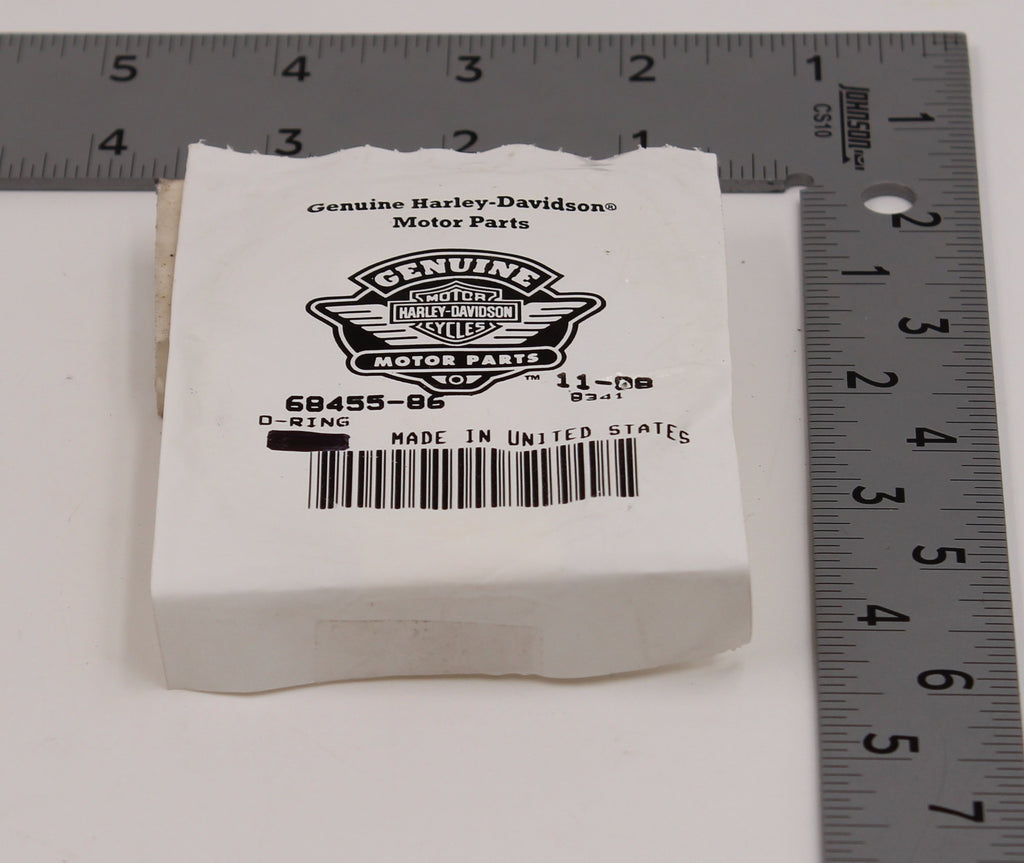 5 4 3 2 1
4 3 2 1
JOHNSON
CS10
1
2
1
3
2
4
3
5
4
6
5
7
Genuine Harley-Davidson®
Motor Parts
GENUINE
MOTOR
HARLEY-DAVIDSON
CYCLES
MOTOR PARTS
™
68455-86 11-08
O-RING 8341
MADE IN UNITED STATES